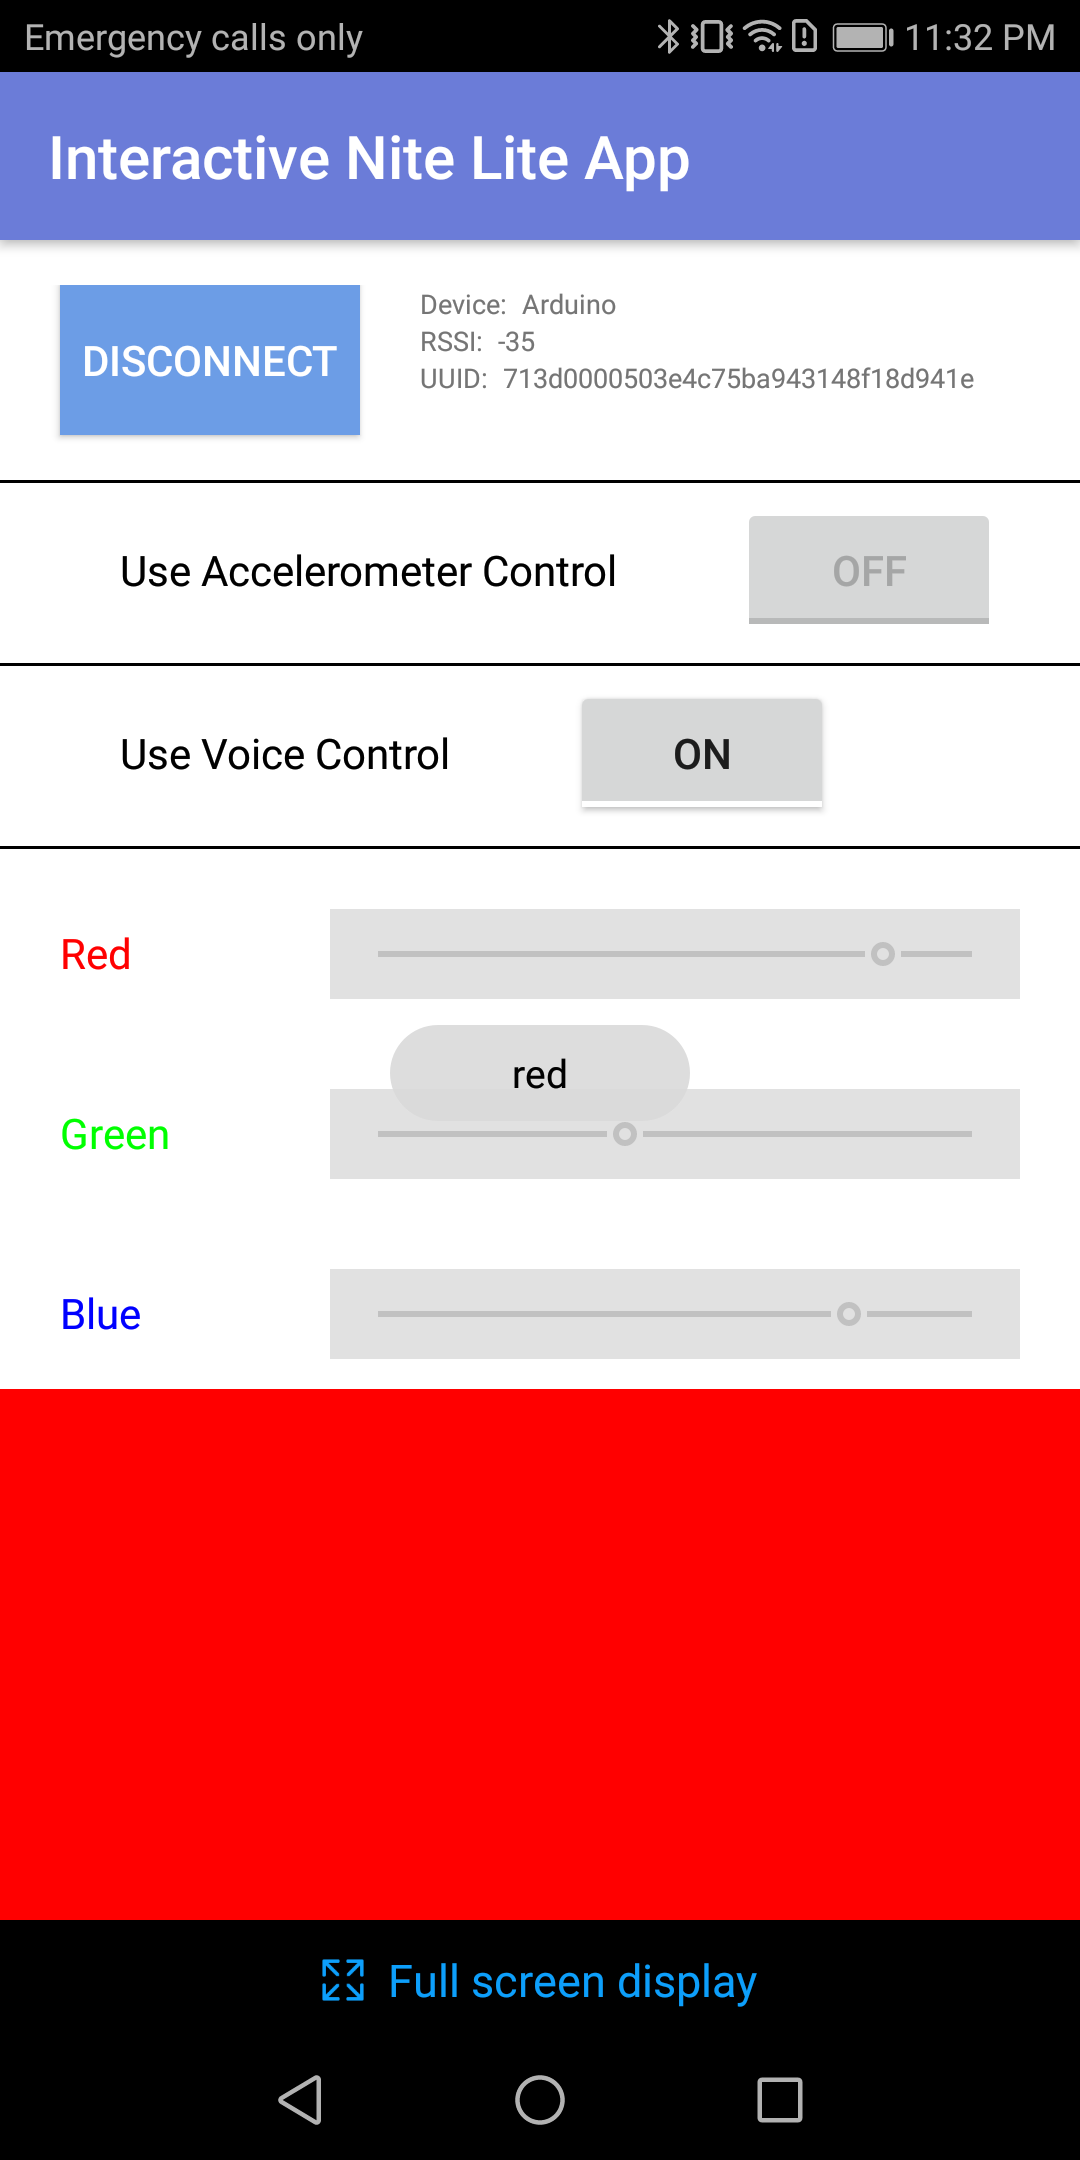 Emergency calls only 11:32 PM
Interactive Nite Lite App
DISCONNECT
Device: Arduino
RSSI: -35
UUID: 713d0000503e4c75ba943148f18d941e
Use Accelerometer Control OFF
Use Voice Control ON
Red
red
Green
Blue
Full screen display